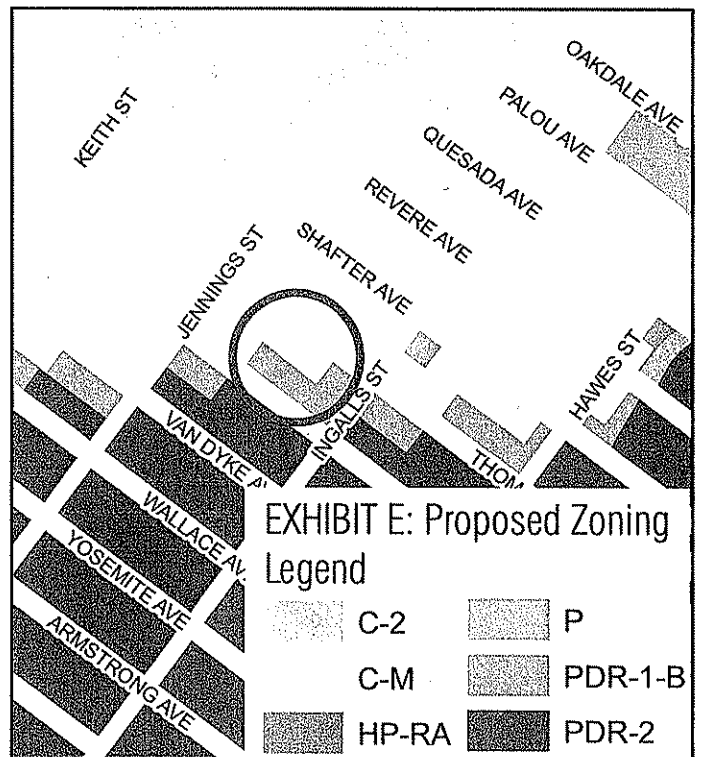 OAKDALE AVE
PALOU AVE
KEITH ST
QUESADA AVE
REVERE AVE
SHAFTER AVE
JENNINGS ST
HAWES ST
INGALLS ST
VAN DYKE AV
THOM
WALLACE AV
YOSEMITE AVE
ARMSTRONG AVE
EXHIBIT E: Proposed Zoning
Legend
C-2
P
C-M
PDR-1-B
HP-RA
PDR-2